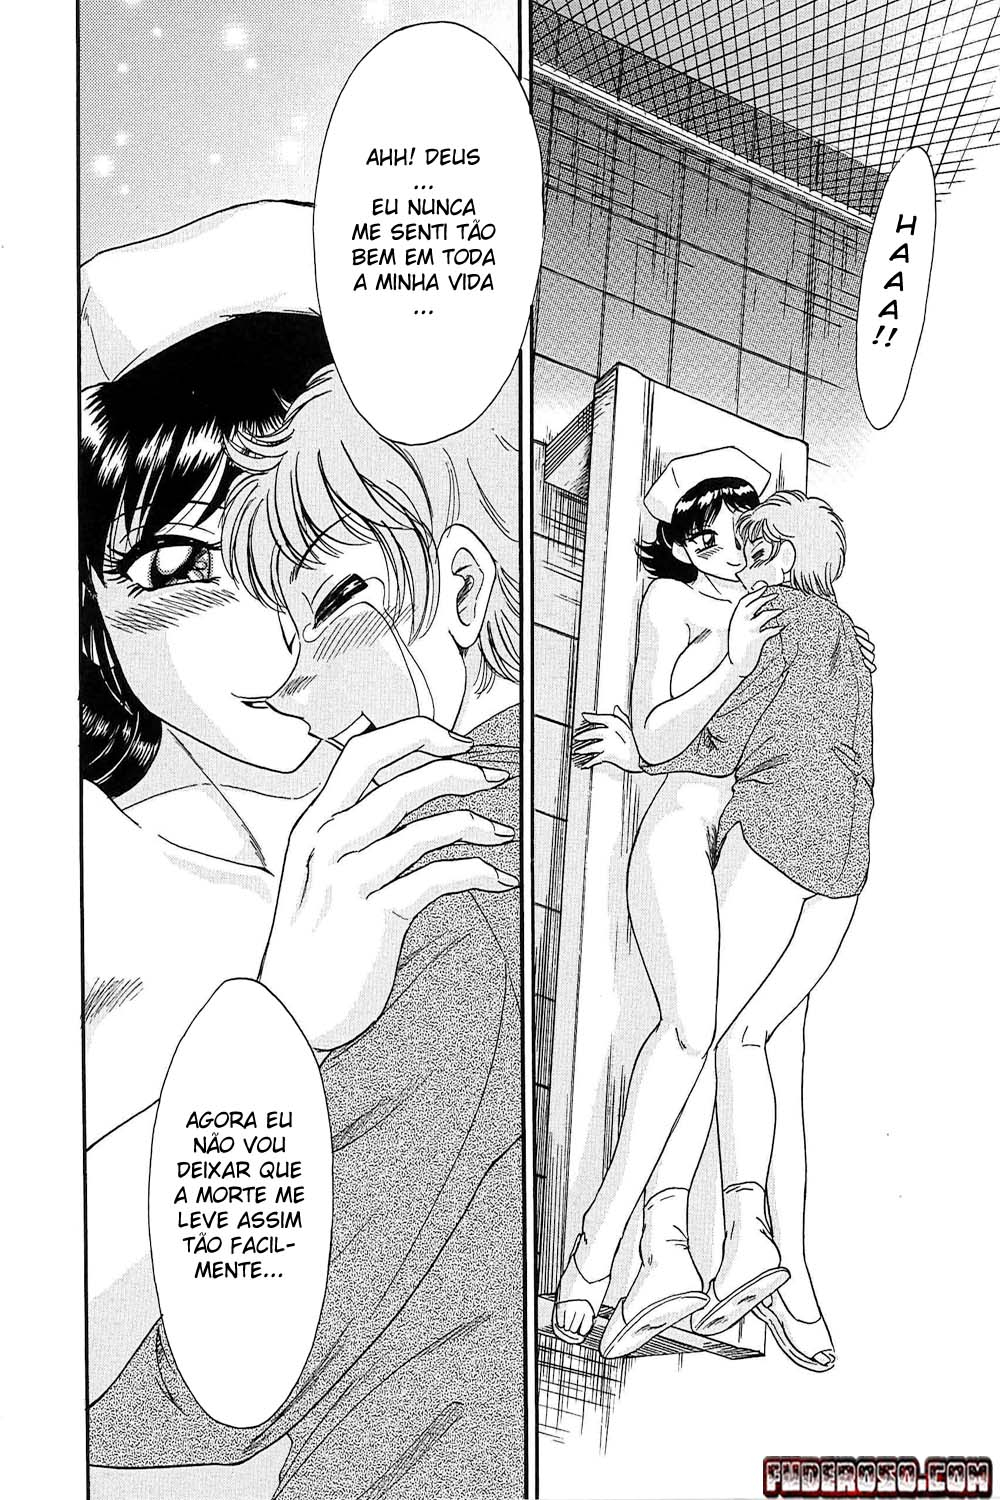 HAAA!!
AHH! DEUS
...
EU NUNCA
ME SENTI TÃO
BEM EM TODA
A MINHA VIDA
...
AGORA EU
NÃO VOU
DEIXAR QUE
A MORTE ME
LEVE ASSIM
TÃO FACIL-
MENTE...
FUDEROSO.COM